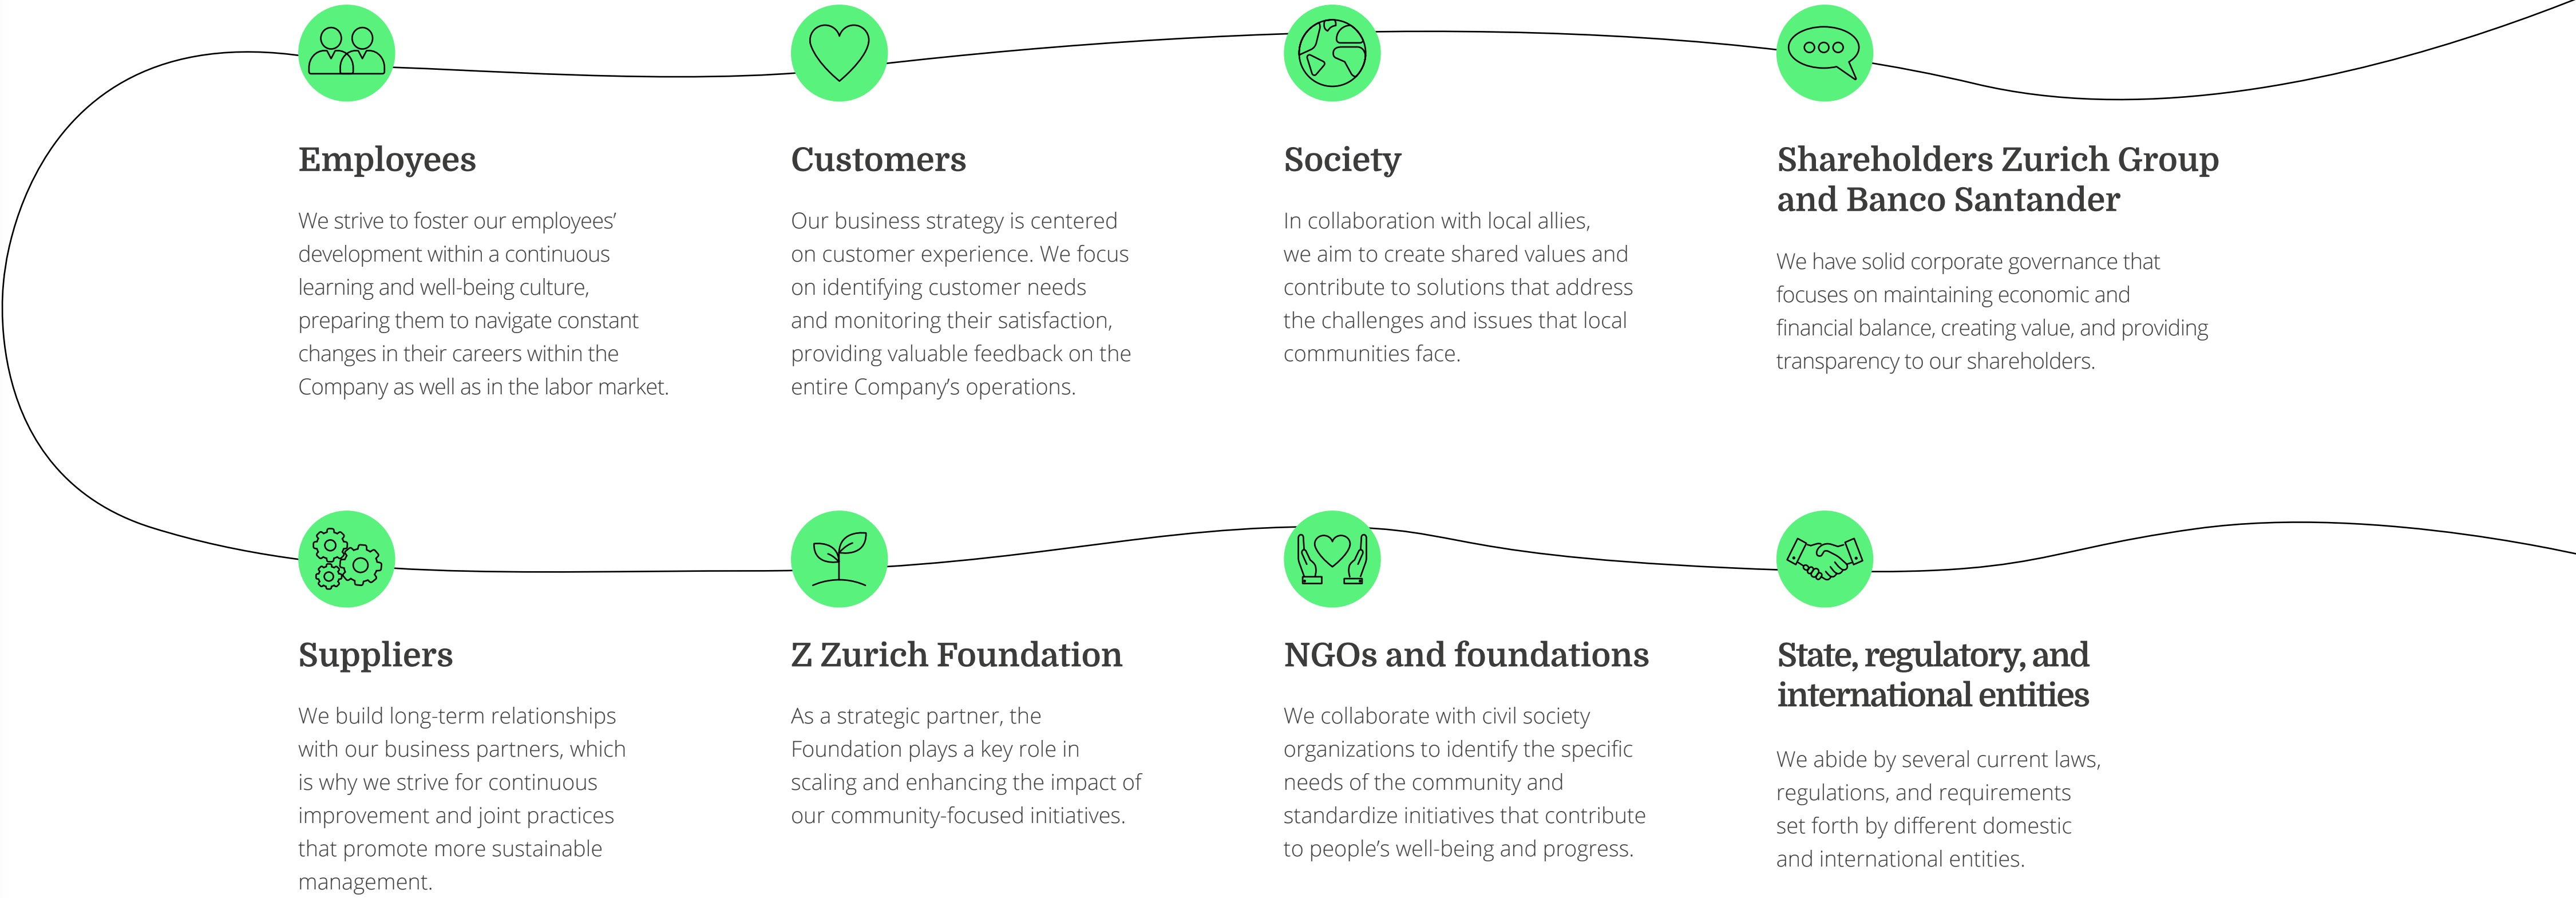 Employees
We strive to foster our employees’
development within a continuous
learning and well-being culture,
preparing them to navigate constant
changes in their careers within the
Company as well as in the labor market.
Customers
Our business strategy is centered
on customer experience. We focus
on identifying customer needs
and monitoring their satisfaction,
providing valuable feedback on the
entire Company’s operations.
Society
In collaboration with local allies,
we aim to create shared values and
contribute to solutions that address
the challenges and issues that local
communities face.
Shareholders Zurich Group
and Banco Santander
We have solid corporate governance that
focuses on maintaining economic and
financial balance, creating value, and providing
transparency to our shareholders.
Suppliers
We build long-term relationships
with our business partners, which
is why we strive for continuous
improvement and joint practices
that promote more sustainable
management.
Z Zurich Foundation
As a strategic partner, the
Foundation plays a key role in
scaling and enhancing the impact of
our community-focused initiatives.
NGOs and foundations
We collaborate with civil society
organizations to identify the specific
needs of the community and
standardize initiatives that contribute
to people’s well-being and progress.
State, regulatory, and
international entities
We abide by several current laws,
regulations, and requirements
set forth by different domestic
and international entities.